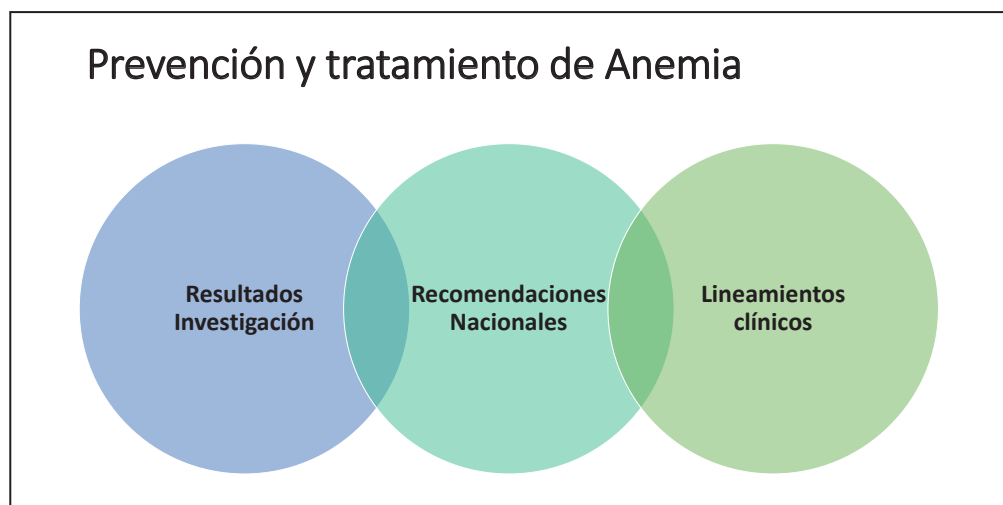 Prevención y tratamiento de Anemia
Resultados
Investigación
Recomendaciones
Nacionales
Lineamientos
clínicos